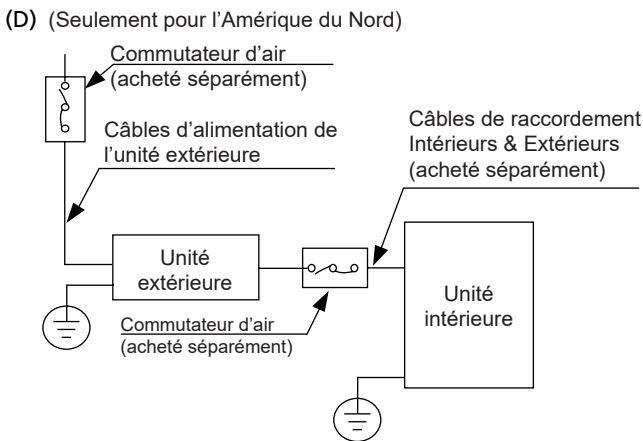 (D) (Seulement pour l'Amérique du Nord)
Commutateur d'air
(acheté séparément)
Câbles d'alimentation de
l'unité extérieure
Câbles de raccordement
Intérieurs & Extérieurs
(acheté séparément)
Unité
extérieure
Commutateur d'air
(acheté séparément)
Unité
intérieure